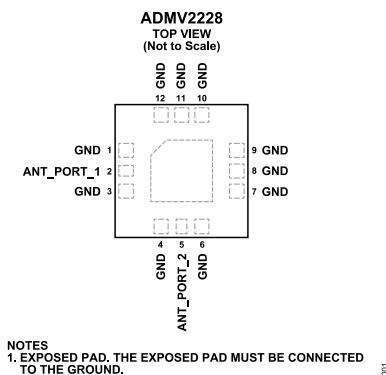 ADMV2228
TOP VIEW
(Not to Scale)
GND
GND
GND
12 11 10
GND 1
ANT_PORT_1 2
GND 3
9 GND
8 GND
7 GND
4 5 6
GND
ANT_PORT_2
GND
NOTES
1. EXPOSED PAD. THE EXPOSED PAD MUST BE CONNECTED
TO THE GROUND.